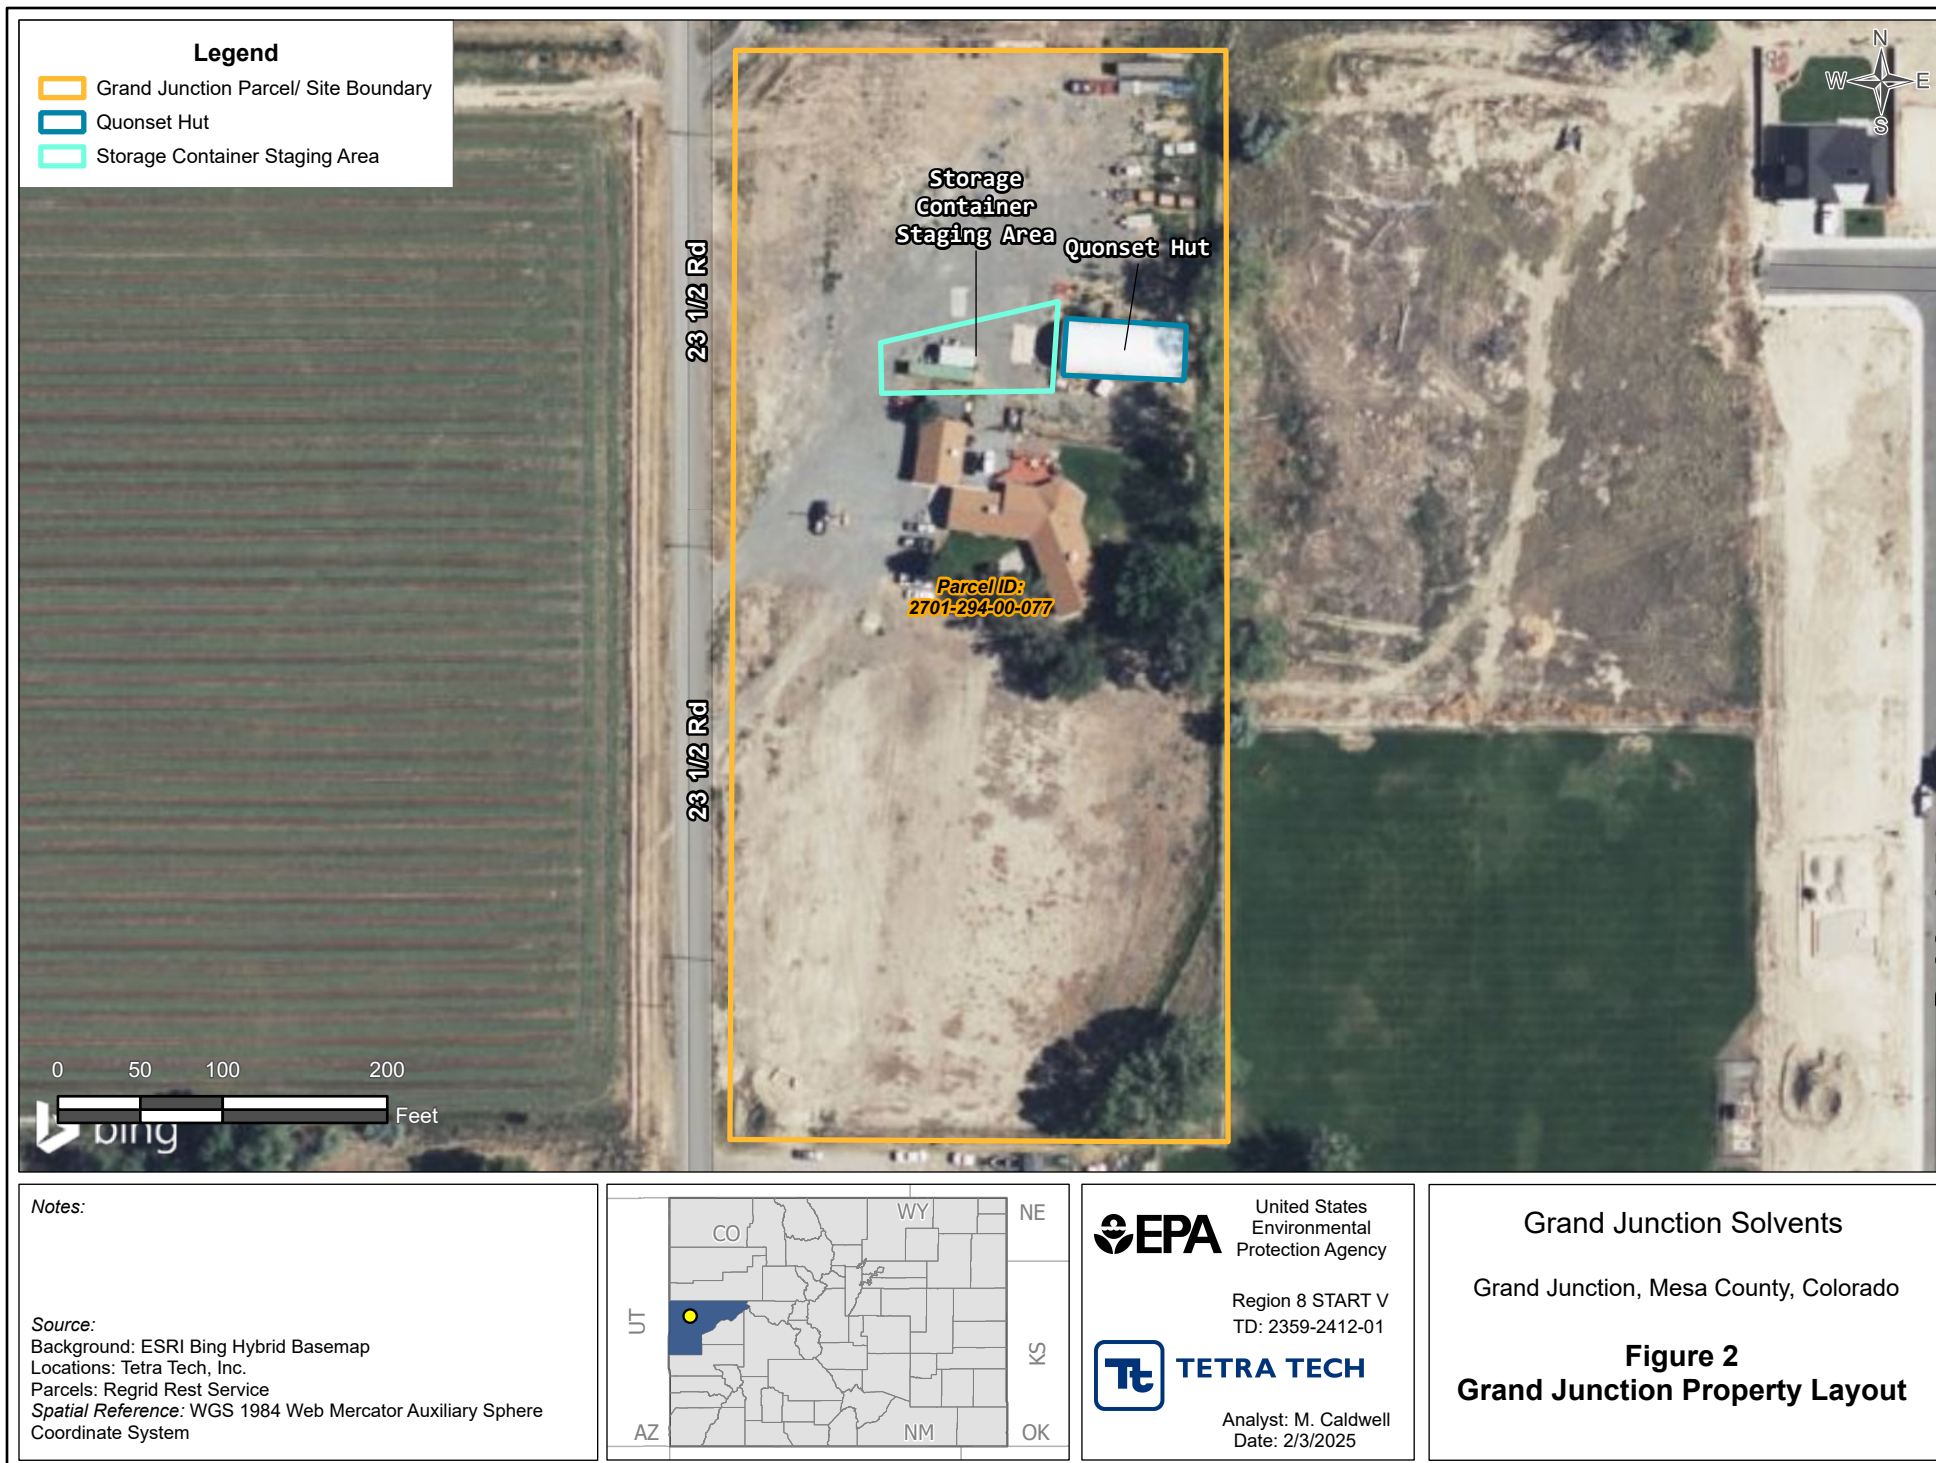 Legend
Grand Junction Parcel/ Site Boundary
Quonset Hut
Storage Container Staging Area
N
W
E
S
Storage
Container
Staging Area
Quonset Hut
23 1/2 Rd
Parcel ID:
2701-294-00-077
23 1/2 Rd
0 50 100 200
Feet
bing
Notes:
Source:
Background: ESRI Bing Hybrid Basemap
Locations: Tetra Tech, Inc.
Parcels: Regrid Rest Service
Spatial Reference: WGS 1984 Web Mercator Auxiliary Sphere
Coordinate System
WY
NE
CO
UT
KS
AZ
NM
OK
EPA
United States
Environmental
Protection Agency
Region 8 START V
TD: 2359-2412-01
Tt
TETRA TECH
Analyst: M. Caldwell
Date: 2/3/2025
Grand Junction Solvents
Grand Junction, Mesa County, Colorado
Figure 2
Grand Junction Property Layout